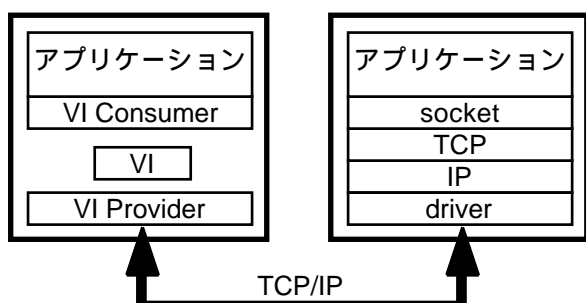 アプリケーション
VI Consumer
VI
VI Provider
アプリケーション
socket
TCP
IP
driver
TCP/IP